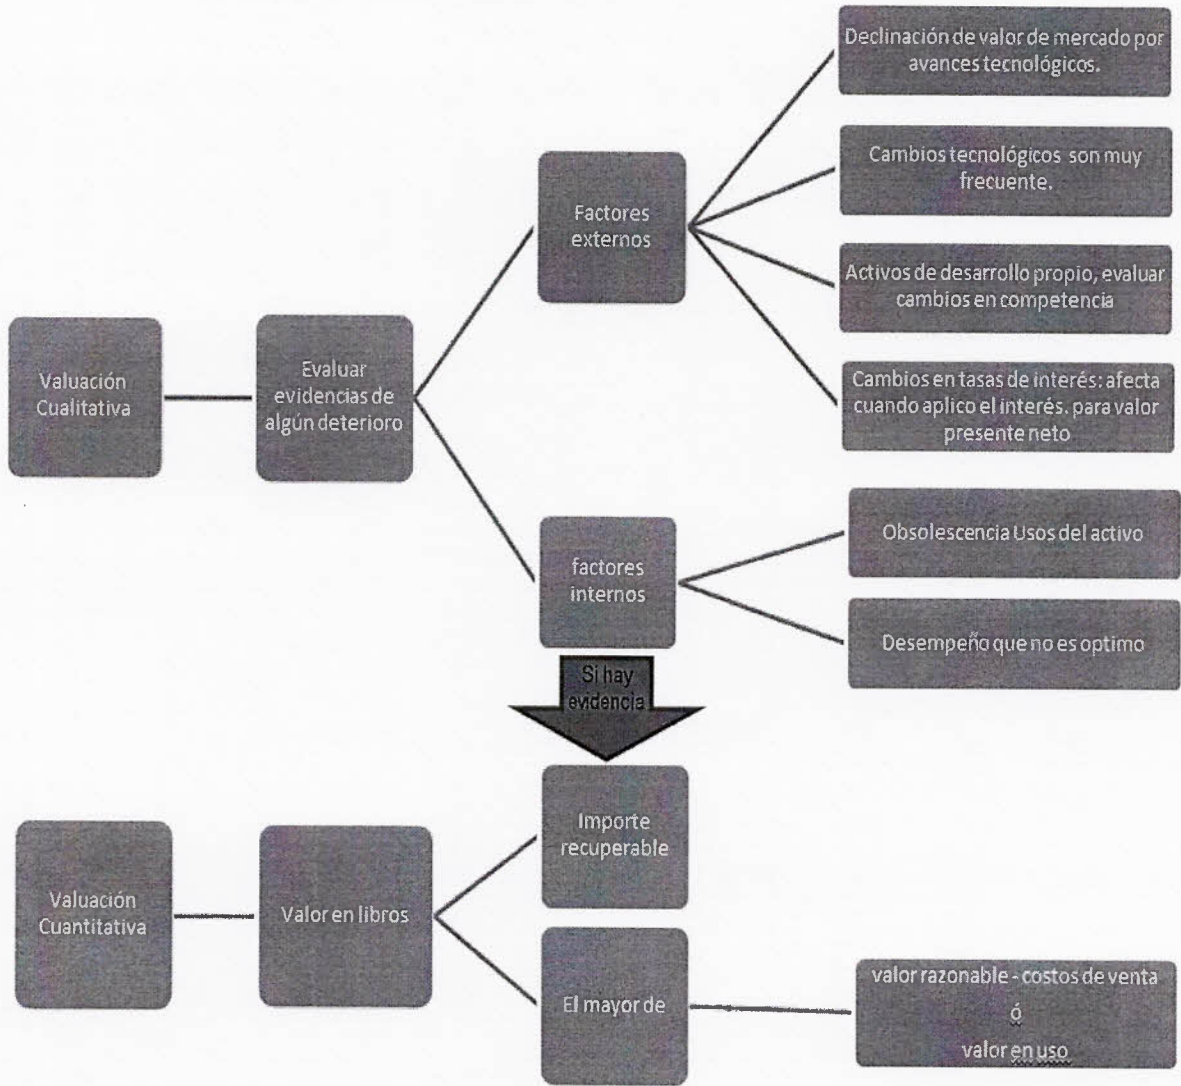 Declinación de valor de mercado por
avances tecnológicos.
Cambios tecnológicos son muy
frecuente.
Factores
externos
Activos de desarrollo propio, evaluar
cambios en competencia
Valuación
Cualitativa
Evaluar
evidencias de
algún deterioro
Cambios en tasas de interés: afecta
cuando aplico el interés. para valor
presente neto
factores
internos
Obsolescencia Usos del activo
Desempeño que no es optimo
Si hay
evidencia
Importe
recuperable
Valuación
Cuantitativa
Valor en libros
El mayor de
valor razonable - costos de venta
ó
valor en uso